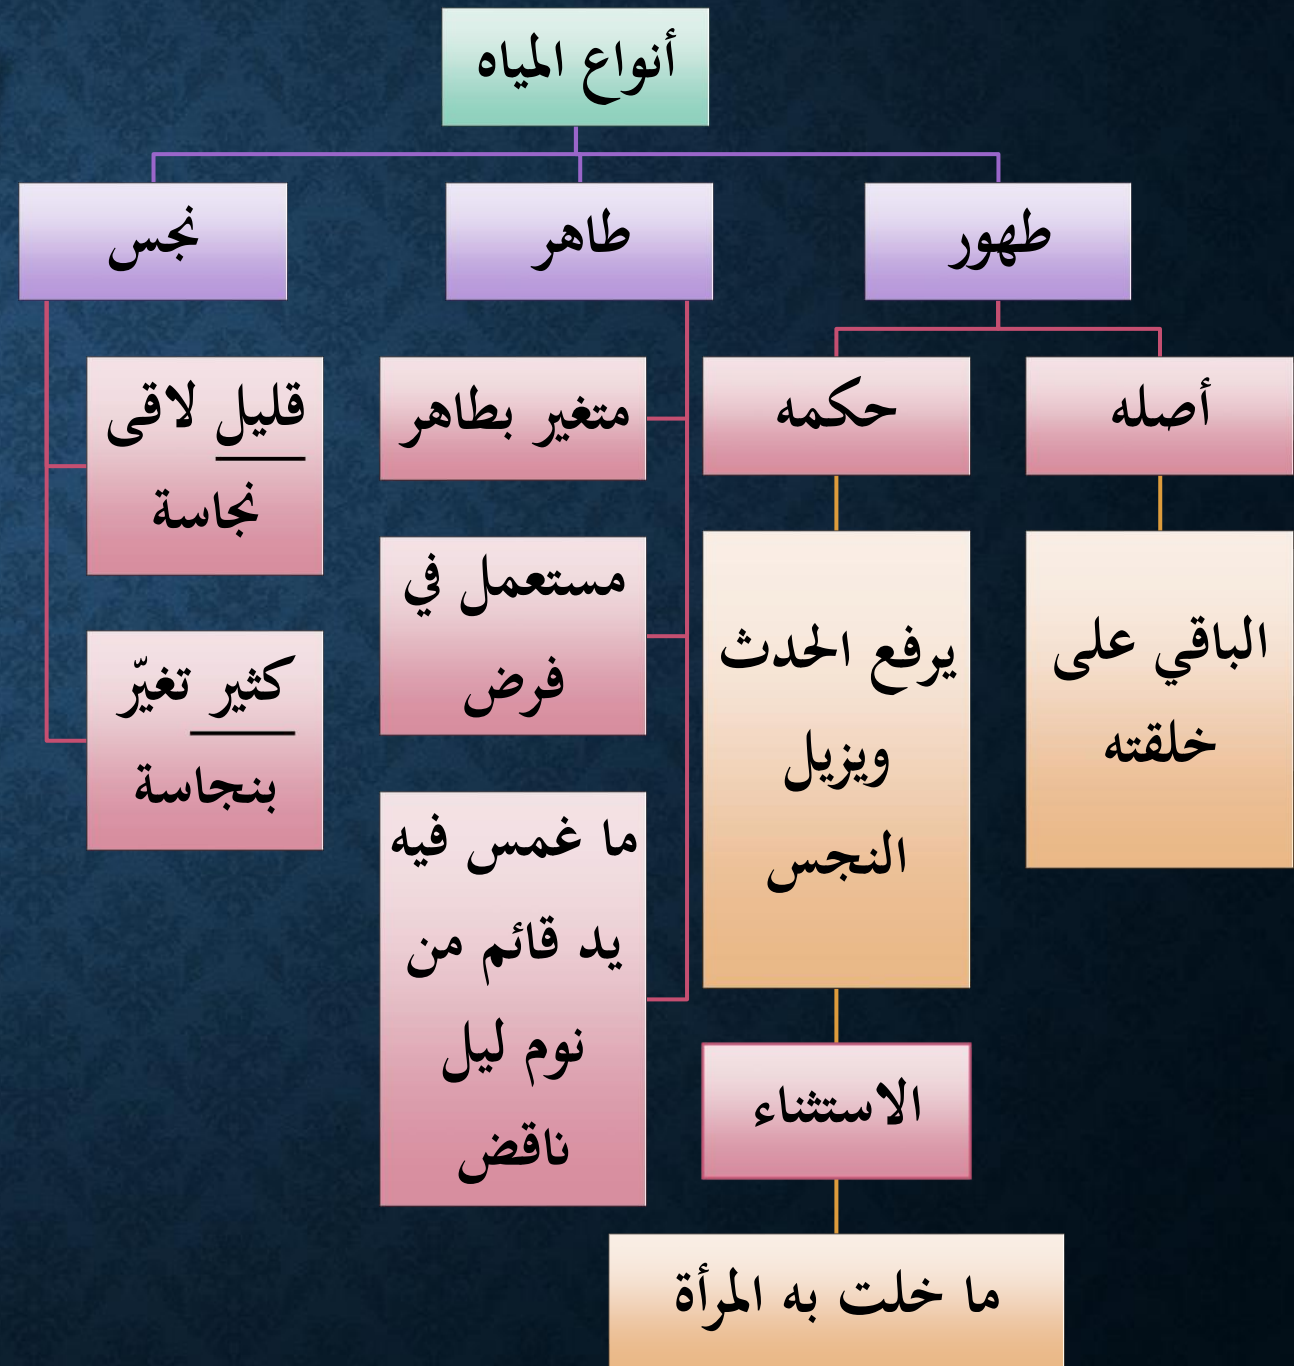 أنواع المياه
طهور
طاهر
نجس
أصله
الباقي على
خلقته
حكمه
يرفع الحدث
ويزيل
النجس
الاستثناء
ما خلت به المرأة
متغير بطاهر
مستعمل في
فرض
ما غمس فيه
يد قائم من
نوم ليل
ناقض
قليل لاقى
نجاسة
كثير تغيّر
بنجاسة